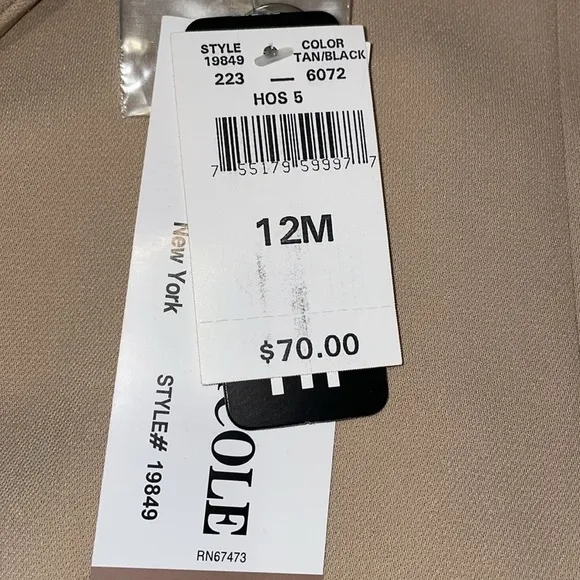 STYLE COLOR
19849 TAN/BLACK
223 — 6072
HOS 5
7 55179 59997 7
12M
$70.00
New York
STYLE# 19849
COLE
RN67473